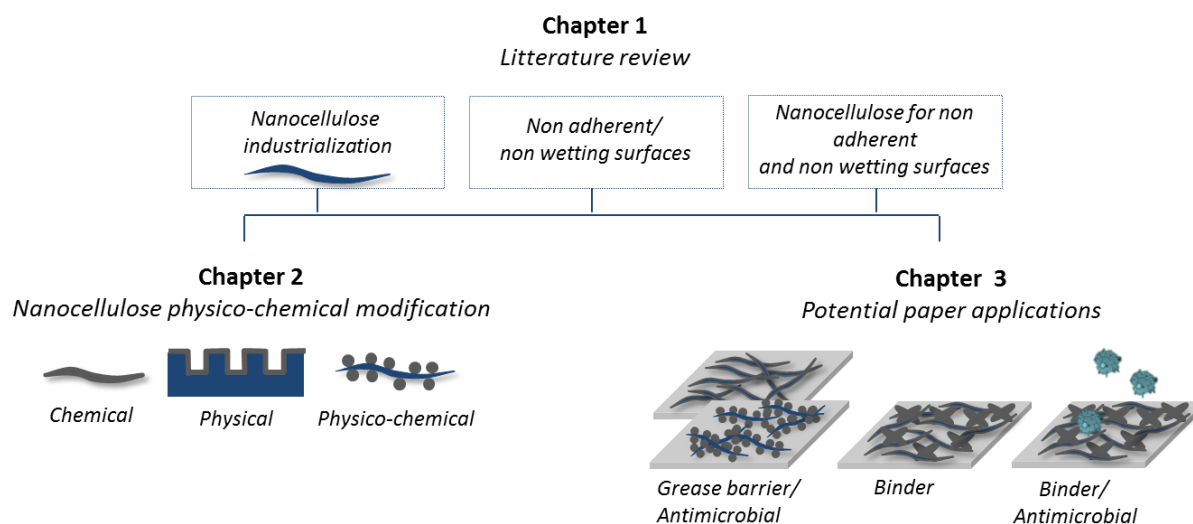 Chapter 1
Litterature review
Nanocellulose
industrialization
Non adherent/
non wetting surfaces
Nanocellulose for non
adherent
and non wetting surfaces
Chapter 2
Nanocellulose physico-chemical modification
Chemical
Physical
Physico-chemical
Chapter 3
Potential paper applications
Grease barrier/
Antimicrobial
Binder
Binder/
Antimicrobial